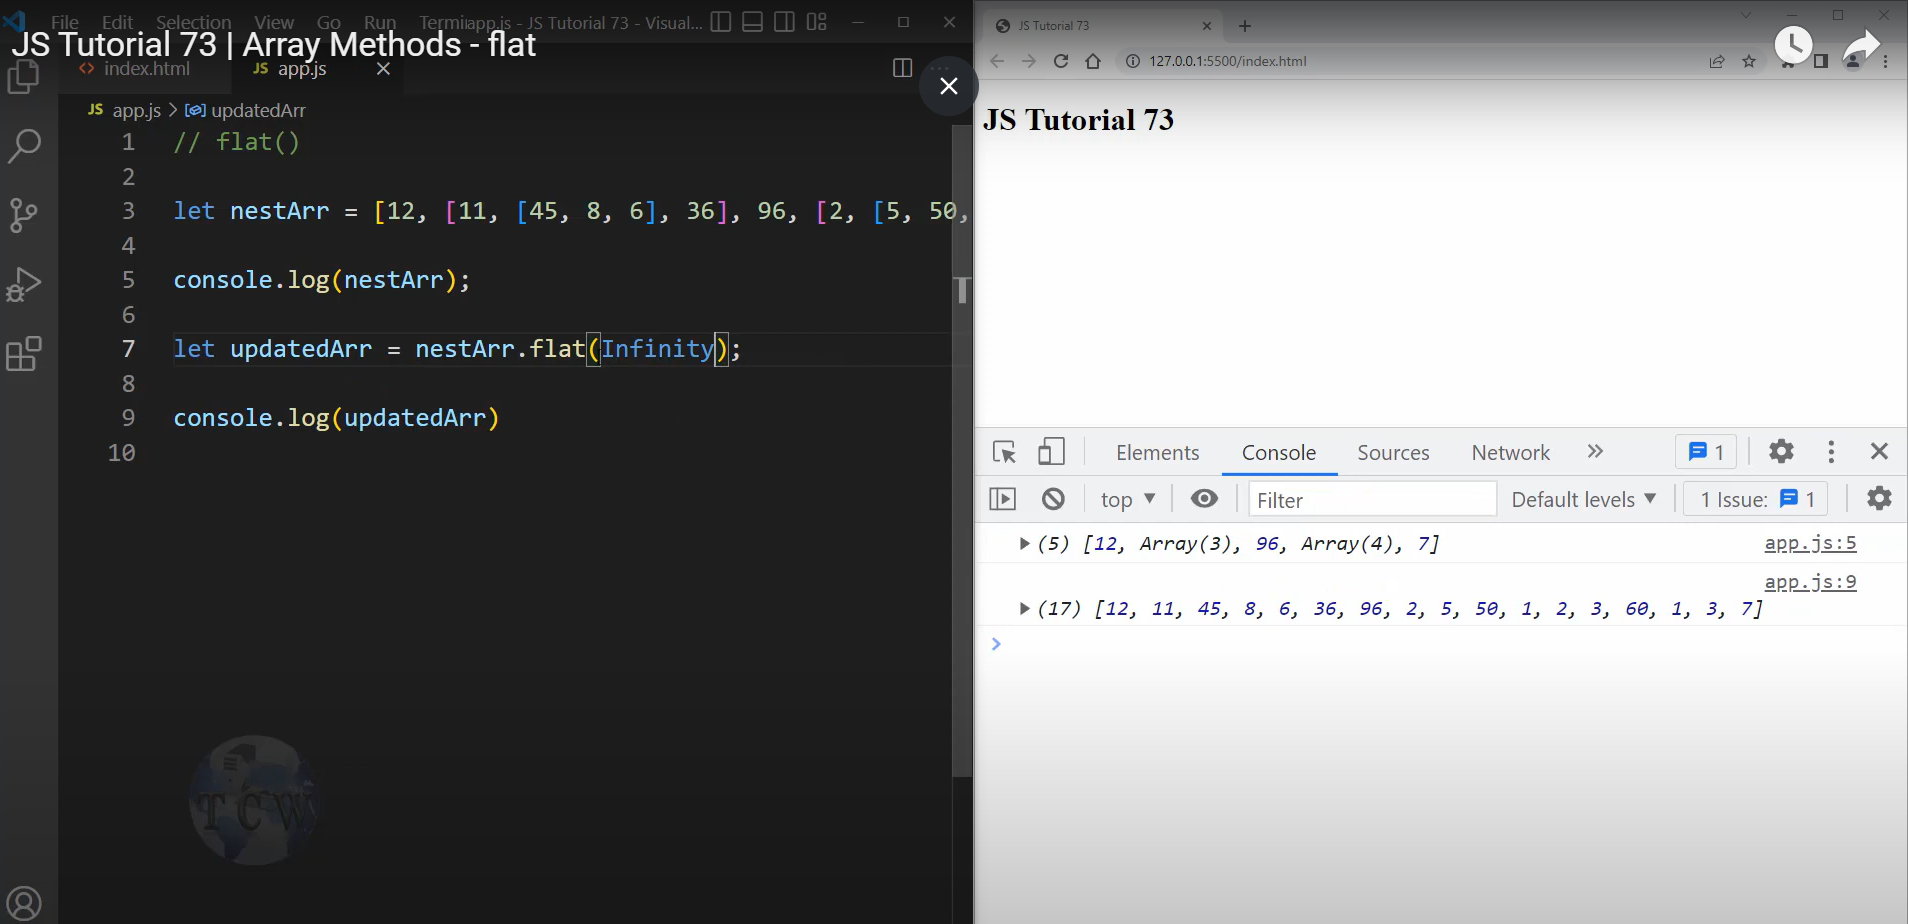 File Edit Selection View Go Run Termi app.js - JS Tutorial 73 - Visual...
JS Tutorial 73 | Array Methods - flat
index.html
JS app.js
JS app.js > updatedArr
1 // flat()
2
3 let nestArr = [12, [11, [45, 8, 6], 36], 96, [2, [5, 50,
4
5 console.log(nestArr);
6
7 let updatedArr = nestArr.flat(Infinity);
8
9 console.log(updatedArr)
10
TCW
JS Tutorial 73
127.0.0.1:5500/index.html
JS Tutorial 73
Elements Console Sources Network 1
top Filter Default levels 1 Issue: 1
(5) [12, Array(3), 96, Array(4), 7] app.js:5
app.js:9
(17) [12, 11, 45, 8, 6, 36, 96, 2, 5, 50, 1, 2, 3, 60, 1, 3, 7]